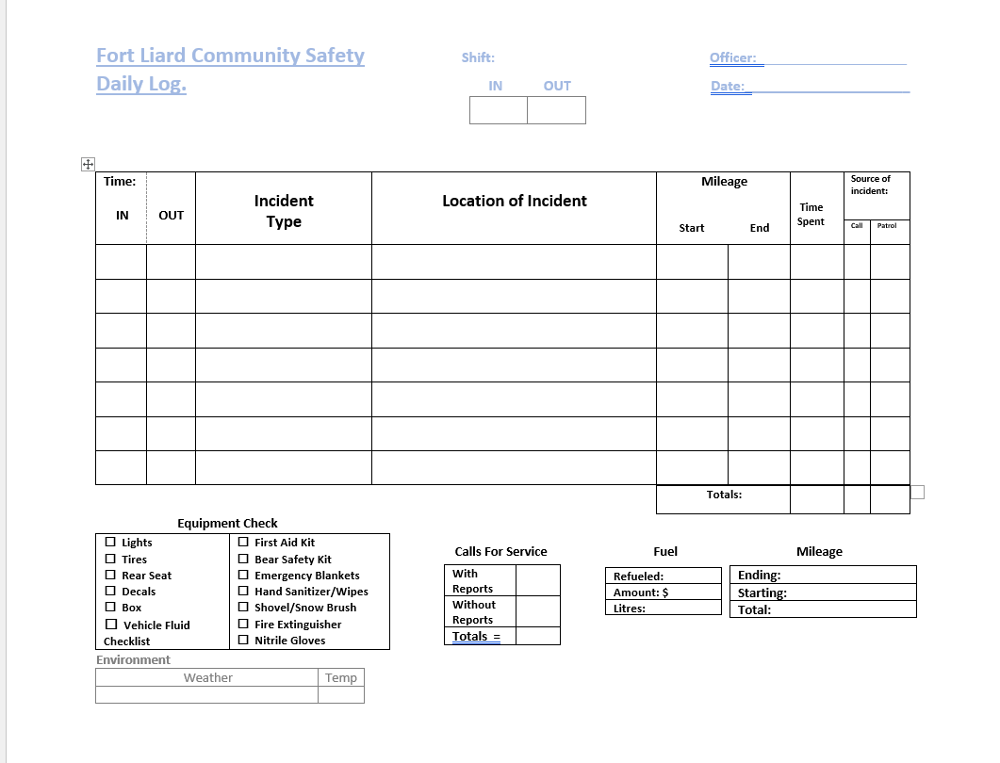 Fort Liard Community Safety
Daily Log.
Shift:
IN OUT
Officer:
Date:
Time:
IN OUT
Incident
Type
Location of Incident
Mileage
Start End
Time
Spent
Source of
incident:
Call Patrol
Totals:
Equipment Check
Lights
Tires
Rear Seat
Decals
Box
Vehicle Fluid
Checklist
First Aid Kit
Bear Safety Kit
Emergency Blankets
Hand Sanitizer/Wipes
Shovel/Snow Brush
Fire Extinguisher
Nitrile Gloves
Calls For Service
With
Reports
Without
Reports
Totals =
Fuel
Refueled:
Amount: $
Litres:
Mileage
Ending:
Starting:
Total:
Environment
Weather Temp